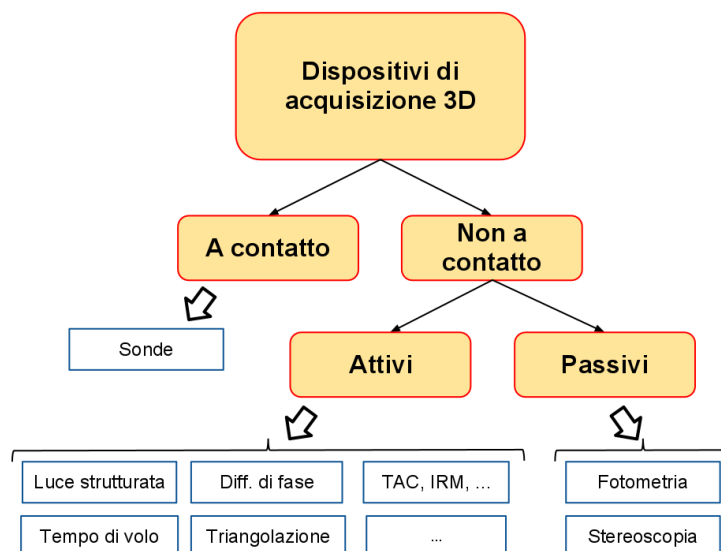 Dispositivi di
acquisizione 3D
A contatto
Non a
contatto
Sonde
Attivi
Passivi
Luce strutturata
Diff. di fase
TAC, IRM, ...
Fotometria
Tempo di volo
Triangolazione
...
Stereoscopia